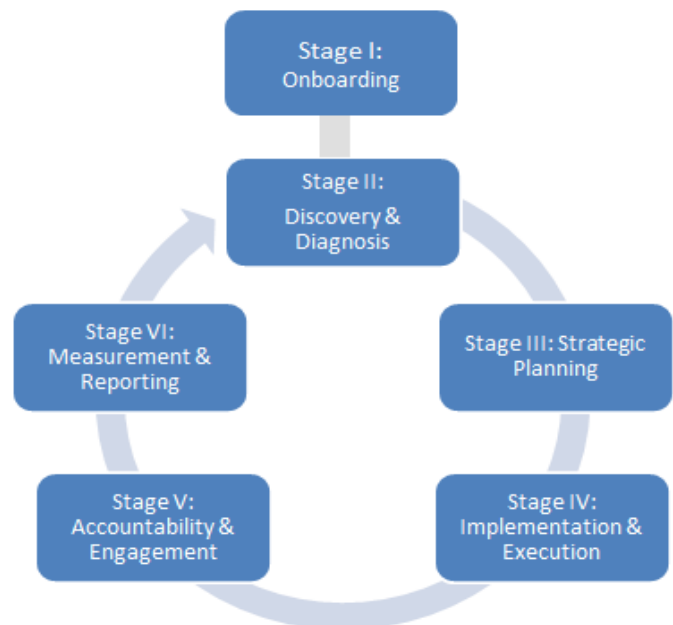 Stage I:
Onboarding
Stage II:
Discovery &
Diagnosis
Stage III: Strategic
Planning
Stage IV:
Implementation &
Execution
Stage V:
Accountability &
Engagement
Stage VI:
Measurement &
Reporting